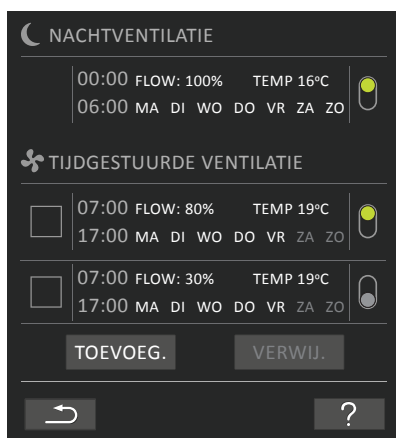 NACHTVENTILATIE
00:00 FLOW: 100% TEMP 16ºC
06:00 MA DI WO DO VR ZA ZO
TIJDGESTUURDE VENTILATIE
07:00 FLOW: 80% TEMP 19ºC
17:00 MA DI WO DO VR ZA ZO
07:00 FLOW: 30% TEMP 19ºC
17:00 MA DI WO DO VR ZA ZO
TOEVOEG. VERWIJ.
?